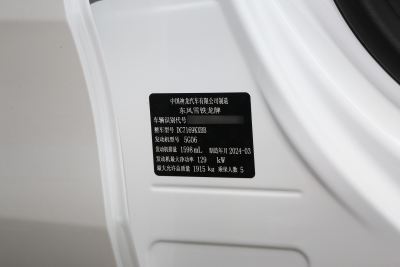 中国神龙汽车有限公司制造
东风雪铁龙牌
车辆识别代号
整车型号 DC7169KXBB
发动机型号 5G06
发动机排量 1598 mL 制造年月 2024-03
发动机最大净功率 129 kW
最大允许总质量 1915 kg 乘坐人数 5